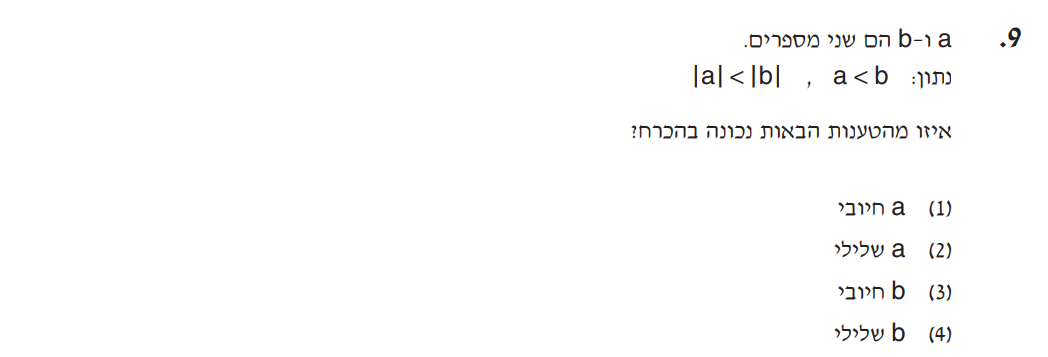 9. a ו-b הם שני מספרים.
נתון: a < b , |a| < |b|
איזו מהטענות הבאות נכונה בהכרח?
(1) a חיובי
(2) a שלילי
(3) b חיובי
(4) b שלילי